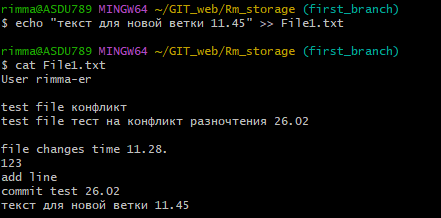 rimma@ASDU789 MINGW64 ~/GIT_web/Rm_storage (first_branch)
$ echo "текст для новой ветки 11.45" >> File1.txt
rimma@ASDU789 MINGW64 ~/GIT_web/Rm_storage (first_branch)
$ cat File1.txt
User rimma-er
test file конфликт
test file тест на конфликт разночтения 26.02
file changes time 11.28.
123
add line
commit test 26.02
текст для новой ветки 11.45